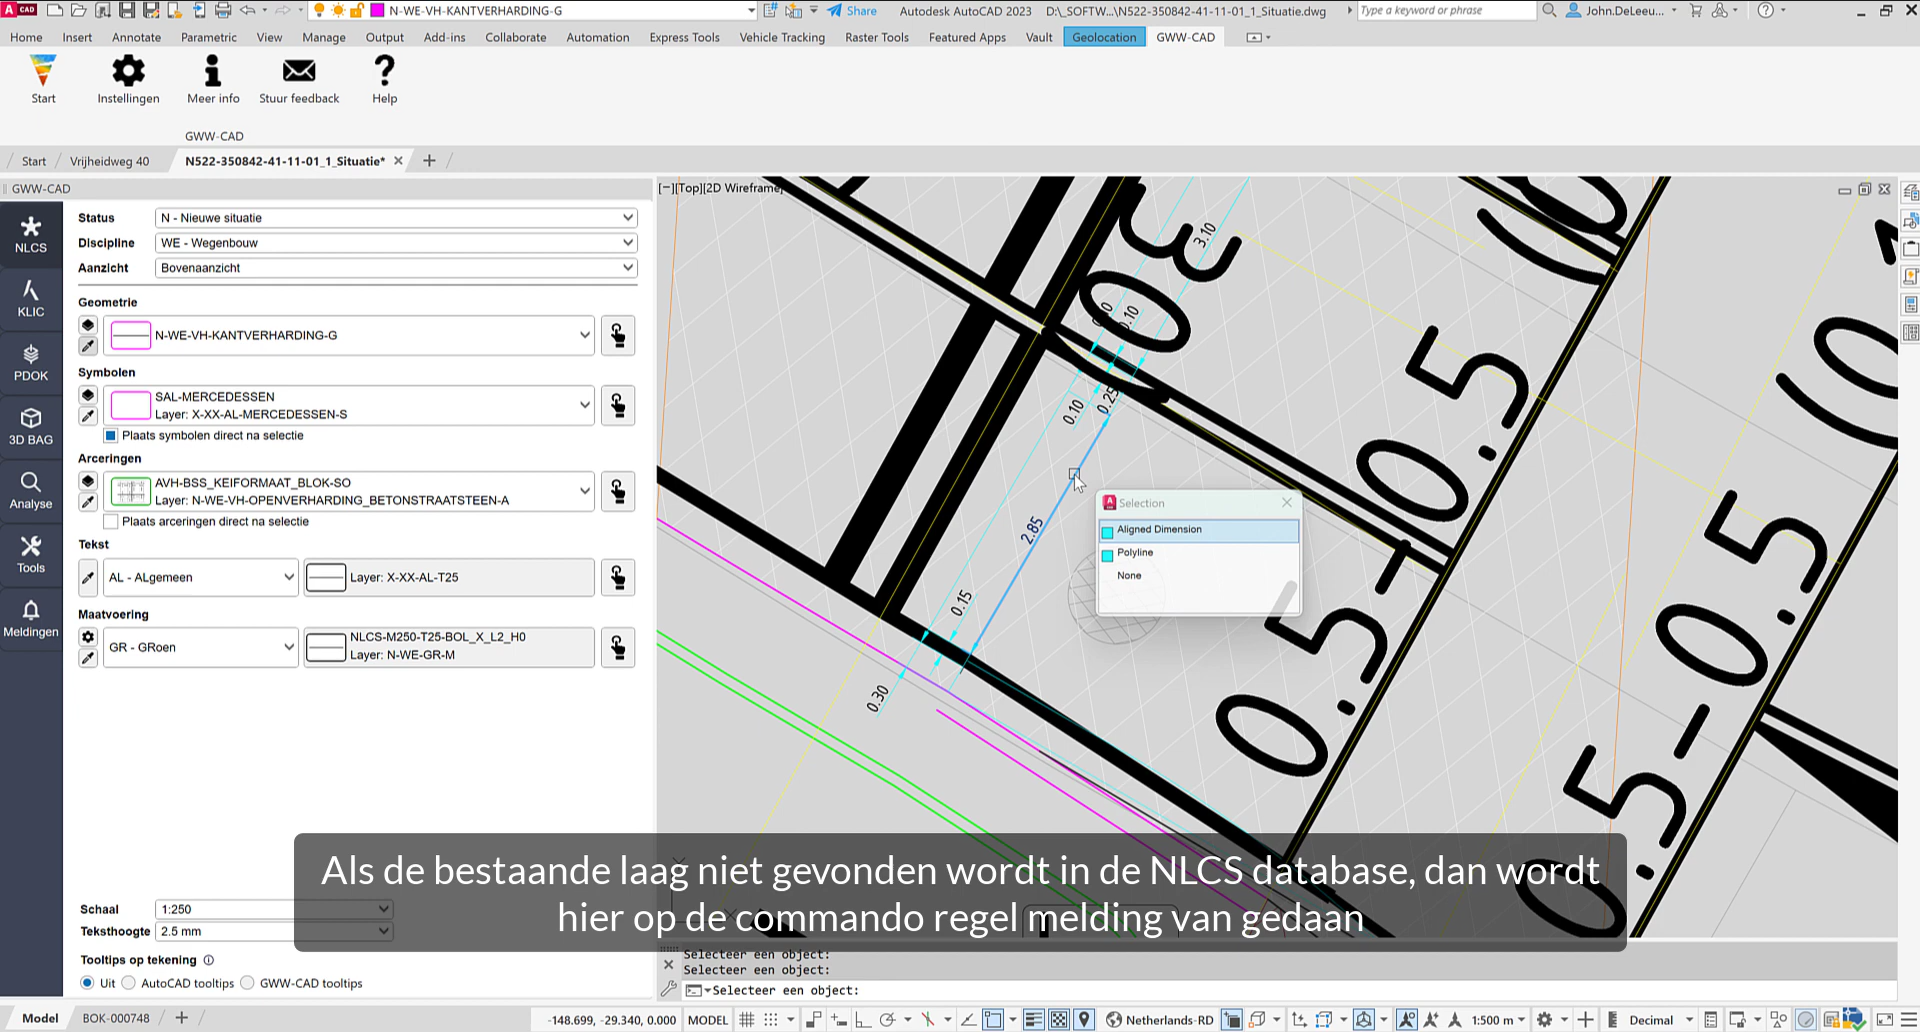 A CAD
N-WE-VH-KANTVERHARDING-G
Share
Autodesk AutoCAD 2023
D:\_SOFTW...\N522-350842-41-11-01_1_Situatie.dwg
Type a keyword or phrase
John.DeLeeu...
Home Insert Annotate Parametric View Manage Output Add-ins Collaborate Automation Express Tools Vehicle Tracking Raster Tools Featured Apps Vault Geolocation GWW-CAD
Start Instellingen Meer info Stuur feedback Help
GWW-CAD
Start Vrijheidweg 40 N522-350842-41-11-01_1_Situatie*
GWW-CAD
[−][Top][2D Wireframe]
NLCS
KLIC
PDOK
3D BAG
Analyse
Tools
Meldingen
Status N - Nieuwe situatie
Discipline WE - Wegenbouw
Aanzicht Bovenaanzicht
Geometrie
N-WE-VH-KANTVERHARDING-G
Symbolen
SAL-MERCEDESSEN
Layer: X-XX-AL-MERCEDESSEN-S
Plaats symbolen direct na selectie
Arceringen
AVH-BSS_KEIFORMAAT_BLOK-SO
Layer: N-WE-VH-OPENVERHARDING_BETONSTRAATSTEEN-A
Plaats arceringen direct na selectie
Tekst
AL - ALgemeen Layer: X-XX-AL-T25
Maatvoering
GR - GRoen
NLCS-M250-T25-BOL_X_L2_H0
Layer: N-WE-GR-M
3.10
0.10
0.25
2.85
0.15
0.30
0.5-0.5
0.5-0.5
Selection
Aligned Dimension
Polyline
None
Als de bestaande laag niet gevonden wordt in de NLCS database, dan wordt
hier op de commando regel melding van gedaan
Schaal 1:250
Teksthoogte 2.5 mm
Tooltips op tekening
Uit AutoCAD tooltips GWW-CAD tooltips
Selecteer een object:
Selecteer een object:
Selecteer een object:
Model BOK-000748
-148.699, -29.340, 0.000 MODEL
Netherlands-RD
1:500 m
Decimal